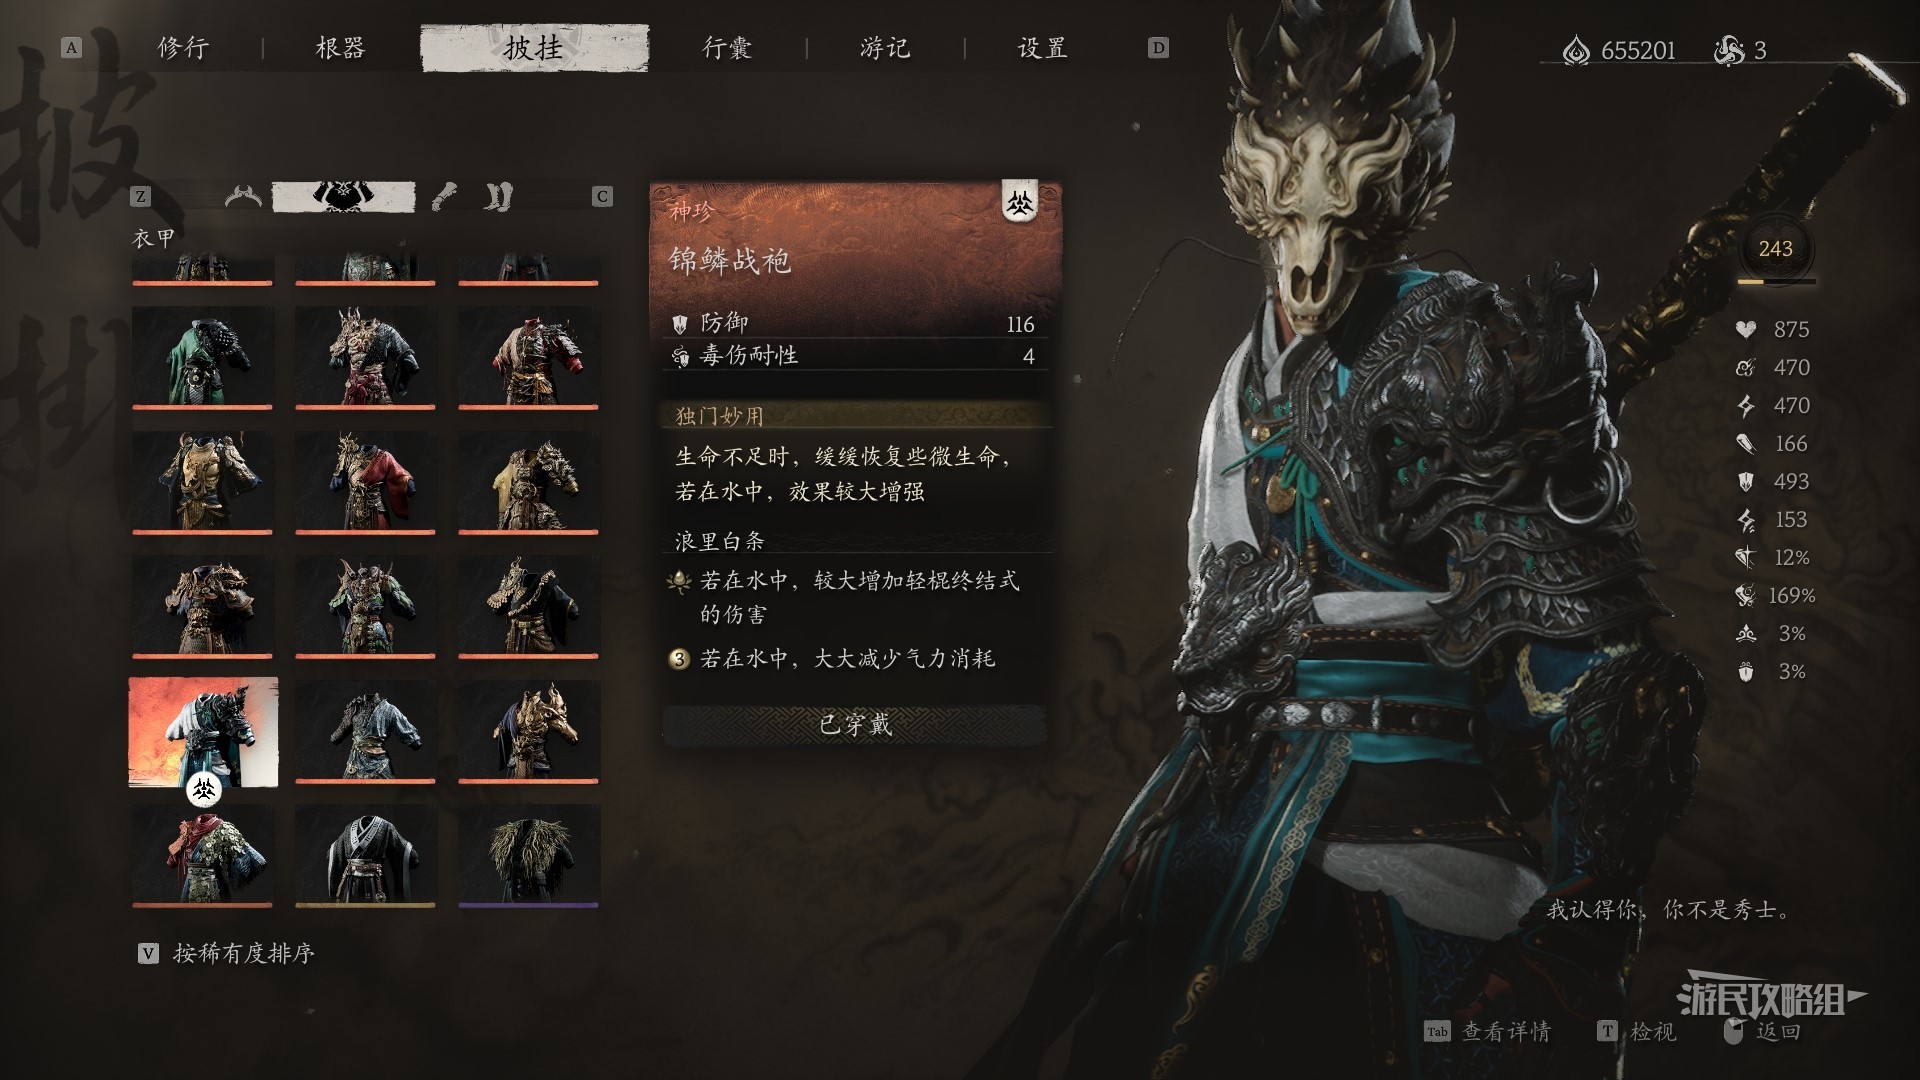 A 修行 | 根器 披挂 行囊 | 游记 | 设置 D
655201 3
披挂
Z C
衣甲
神珍
锦鳞战袍
防御 116
毒伤耐性 4
独门妙用
生命不足时，缓缓恢复些微生命，
若在水中，效果较大增强
浪里白条
若在水中，较大增加轻棍终结式
的伤害
3 若在水中，大大减少气力消耗
已穿戴
V 按稀有度排序
243
875
470
470
166
493
153
12%
169%
3%
3%
我认得你，你不是秀士。
游民攻略组
Tab 查看详情 T 检视 返回